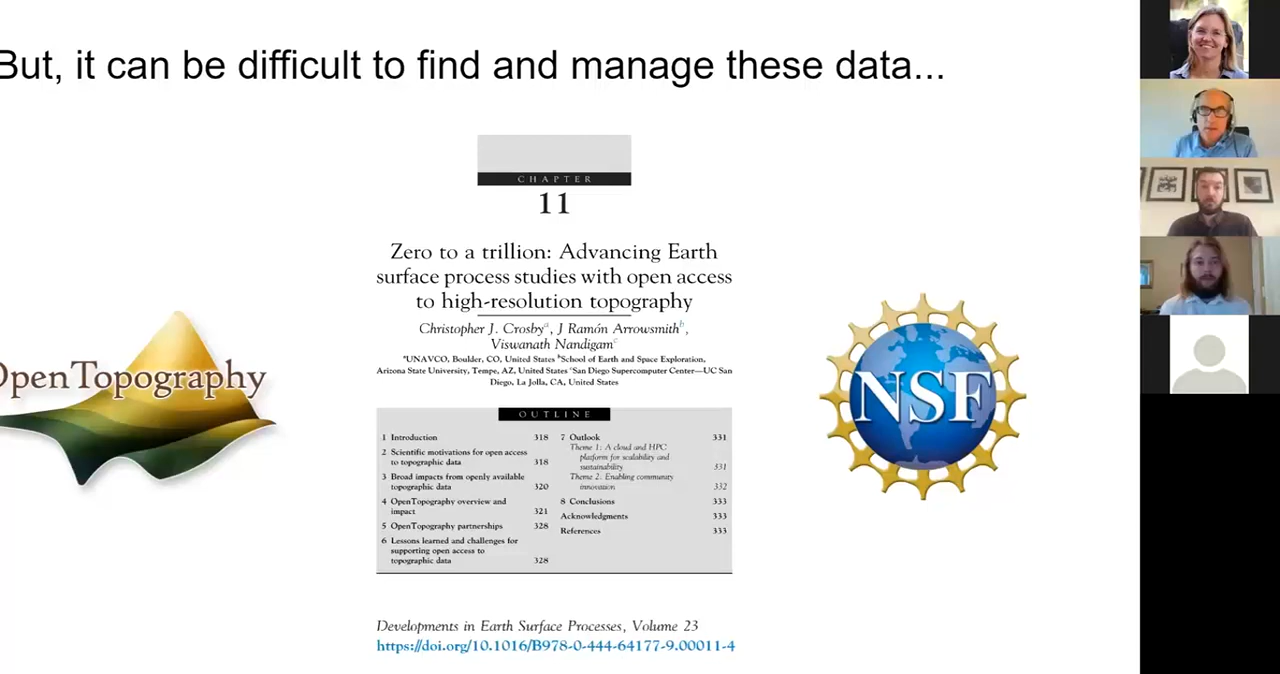 But, it can be difficult to find and manage these data...
CHAPTER
11
Zero to a trillion: Advancing Earth
surface process studies with open access
to high-resolution topography
Christopher J. Crosbyᵃ, J Ramón Arrowsmithᵇ,
Viswanath Nandigamᶜ
ᵃUNAVCO, Boulder, CO, United States ᵇSchool of Earth and Space Exploration,
Arizona State University, Tempe, AZ, United States ᶜSan Diego Supercomputer Center—UC San
Diego, La Jolla, CA, United States
OpenTopography
NSF
OUTLINE
1 Introduction 318
2 Scientific motivations for open access
to topographic data 318
3 Broad impacts from openly available
topographic data 320
4 OpenTopography overview and
impact 321
5 OpenTopography partnerships 328
6 Lessons learned and challenges for
supporting open access to
topographic data 328
7 Outlook 331
Theme 1: A cloud and HPC
platform for scalability and
sustainability 331
Theme 2. Enabling community
innovation 332
8 Conclusions 333
Acknowledgments 333
References 333
Developments in Earth Surface Processes, Volume 23
https://doi.org/10.1016/B978-0-444-64177-9.00011-4